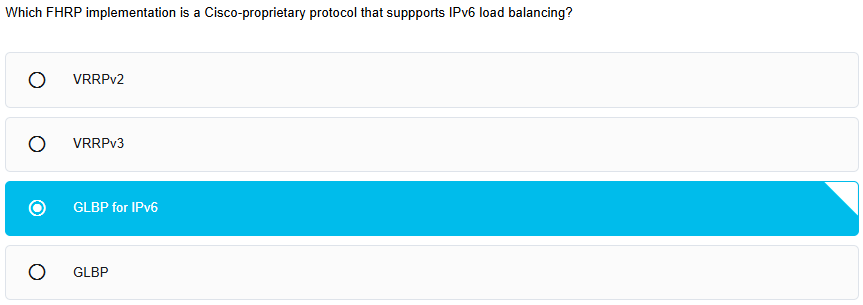 Which FHRP implementation is a Cisco-proprietary protocol that suppports IPv6 load balancing?
VRRPv2
VRRPv3
GLBP for IPv6
GLBP